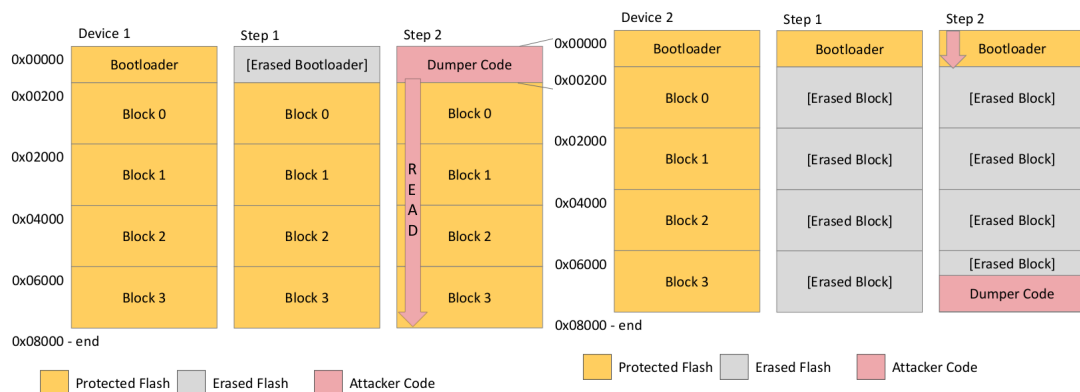 Device 1
Step 1
Step 2
0x00000
Bootloader
[Erased Bootloader]
Dumper Code
0x00200
Block 0
Block 0
Block 0
0x02000
Block 1
Block 1
Block 1
READ
0x04000
Block 2
Block 2
Block 2
0x06000
Block 3
Block 3
Block 3
0x08000 - end
Protected Flash
Erased Flash
Attacker Code
Device 2
Step 1
Step 2
0x00000
Bootloader
Bootloader
Bootloader
0x00200
Block 0
[Erased Block]
[Erased Block]
0x02000
Block 1
[Erased Block]
[Erased Block]
0x04000
Block 2
[Erased Block]
[Erased Block]
0x06000
Block 3
[Erased Block]
[Erased Block]
Dumper Code
0x08000 - end
Protected Flash
Erased Flash
Attacker Code